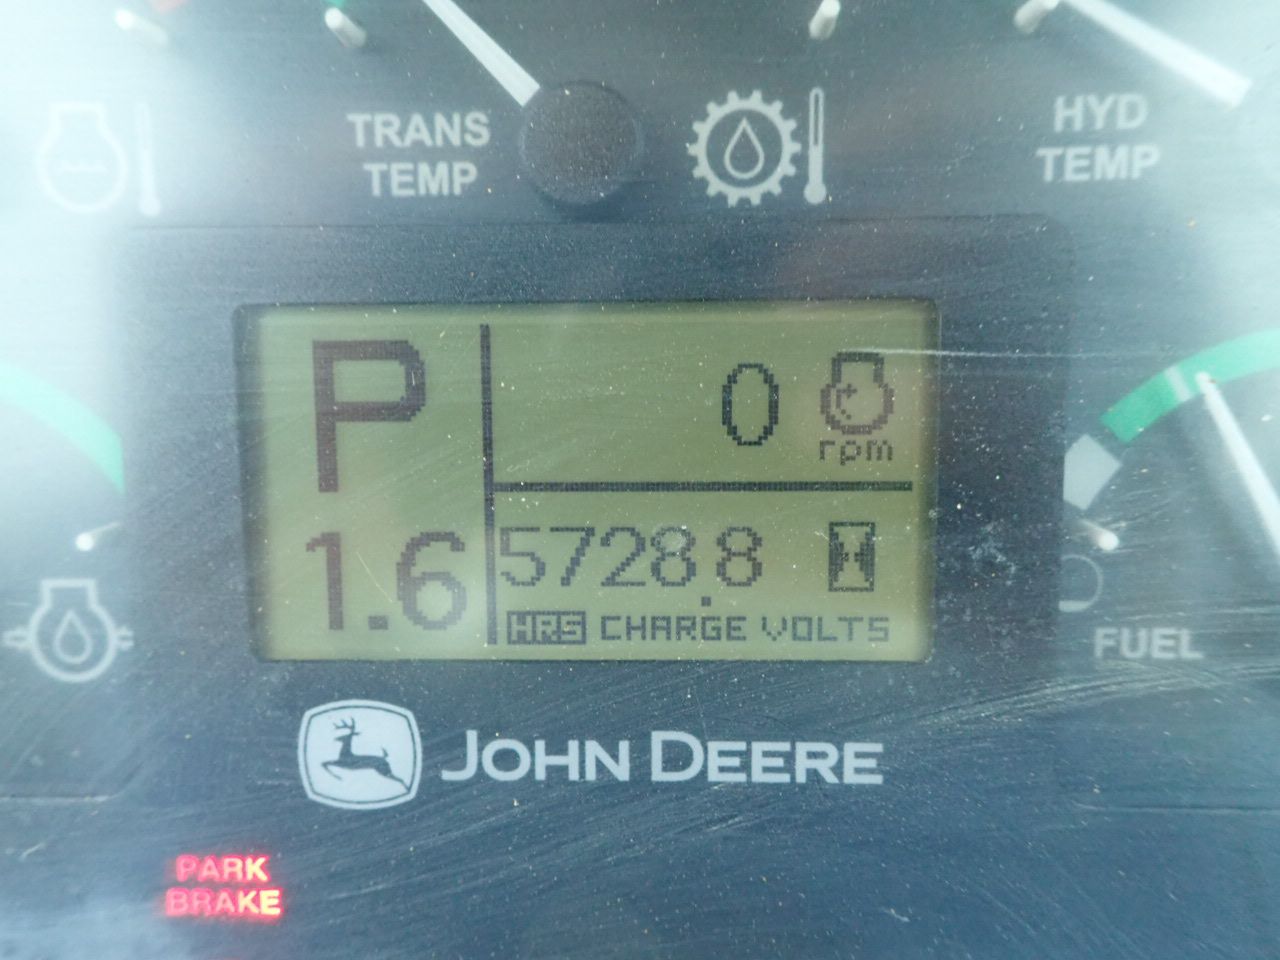 TRANS
TEMP
HYD
TEMP
P
0
rpm
1.6
5728.8
HRS CHARGE VOLTS
FUEL
JOHN DEERE
PARK
BRAKE